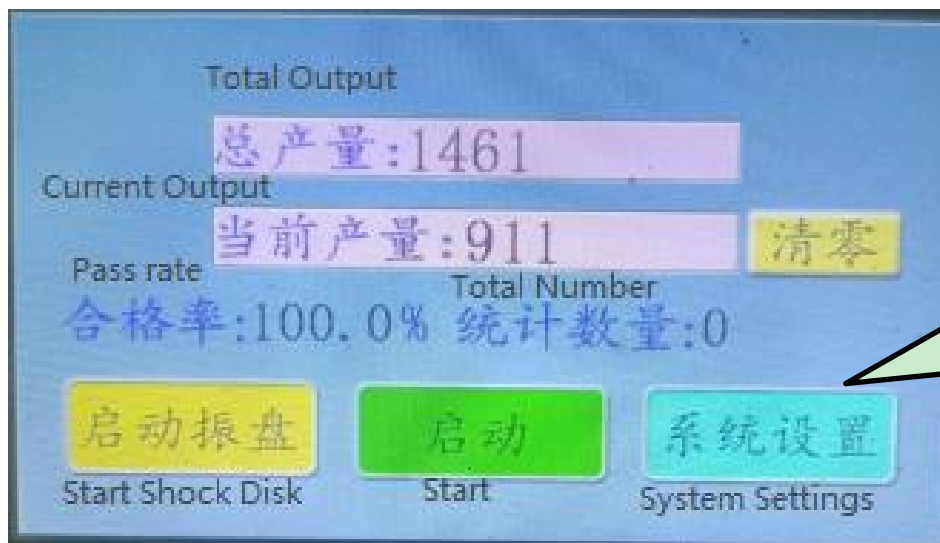 Total Output
总产量:1461
Current Output
当前产量:911 清零
Pass rate Total Number
合格率:100.0% 统计数量:0
启动振盘 启动 系统设置
Start Shock Disk Start System Settings